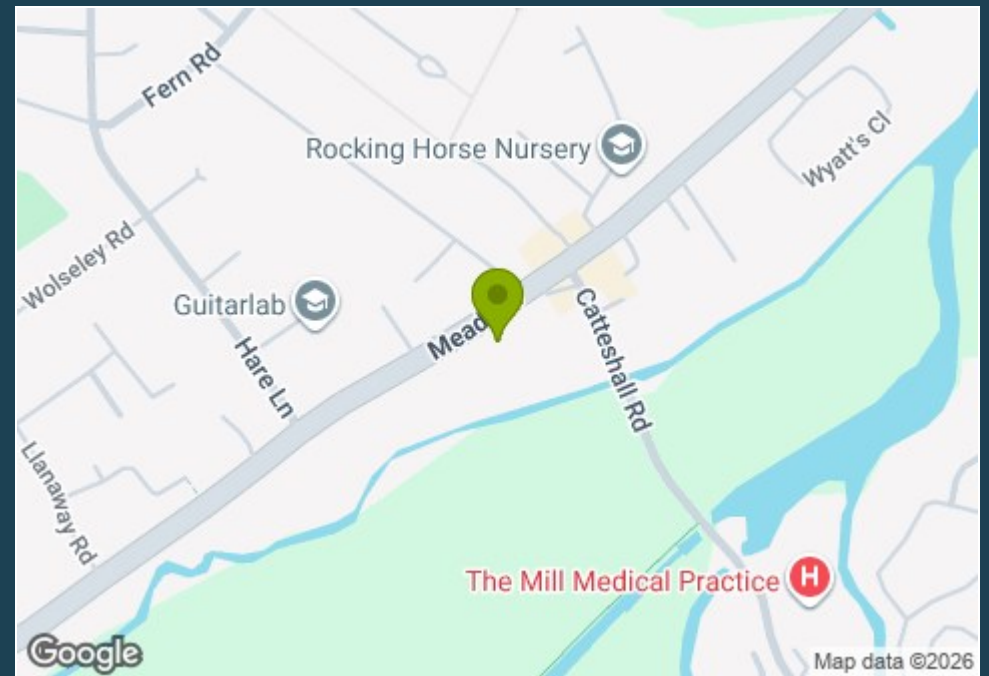 Fern Rd
Rocking Horse Nursery
Wyatt's Cl
Wolseley Rd
Guitarlab
Mead
Catteshall Rd
Hare Ln
Llanaway Rd
The Mill Medical Practice
H
Google
Map data ©2026